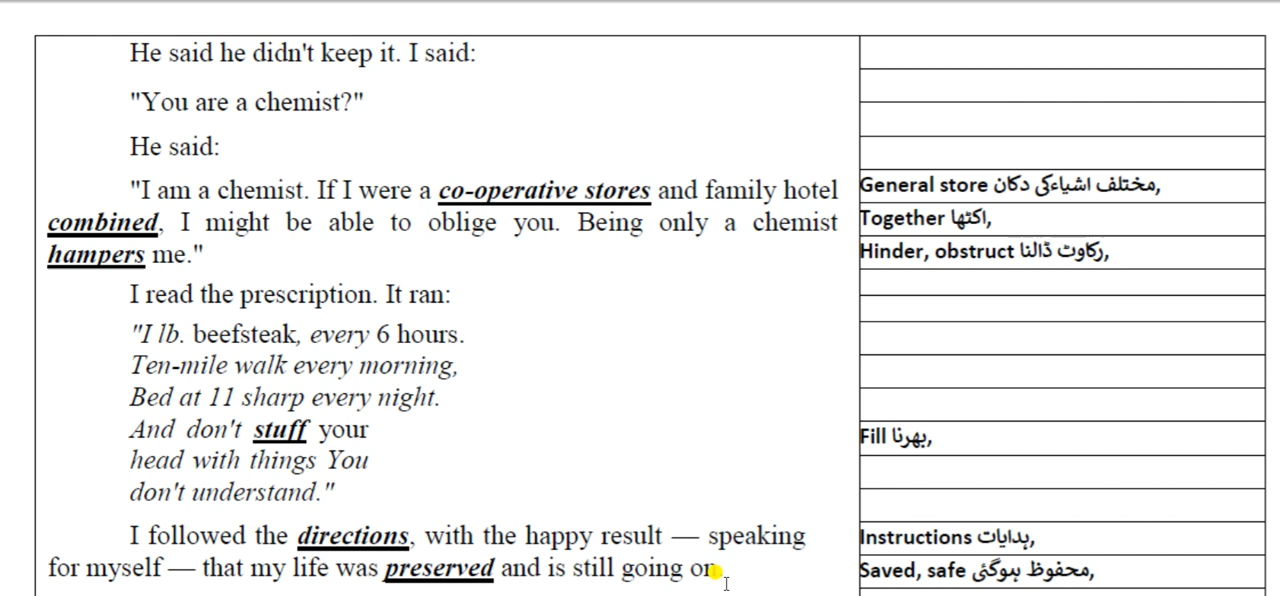 He said he didn't keep it. I said:
"You are a chemist?"
He said:
"I am a chemist. If I were a co-operative stores and family hotel
combined, I might be able to oblige you. Being only a chemist
hampers me."
I read the prescription. It ran:
"I lb. beefsteak, every 6 hours.
Ten-mile walk every morning,
Bed at 11 sharp every night.
And don't stuff your
head with things You
don't understand."
I followed the directions, with the happy result — speaking
for myself — that my life was preserved and is still going on
General store مختلف اشیاءکی دکان,
Together اکٹھا,
Hinder, obstruct رکاوٹ ڈالنا,
Fill بھرنا,
Instructions ہدایات,
Saved, safe محفوظ ہوگئی,